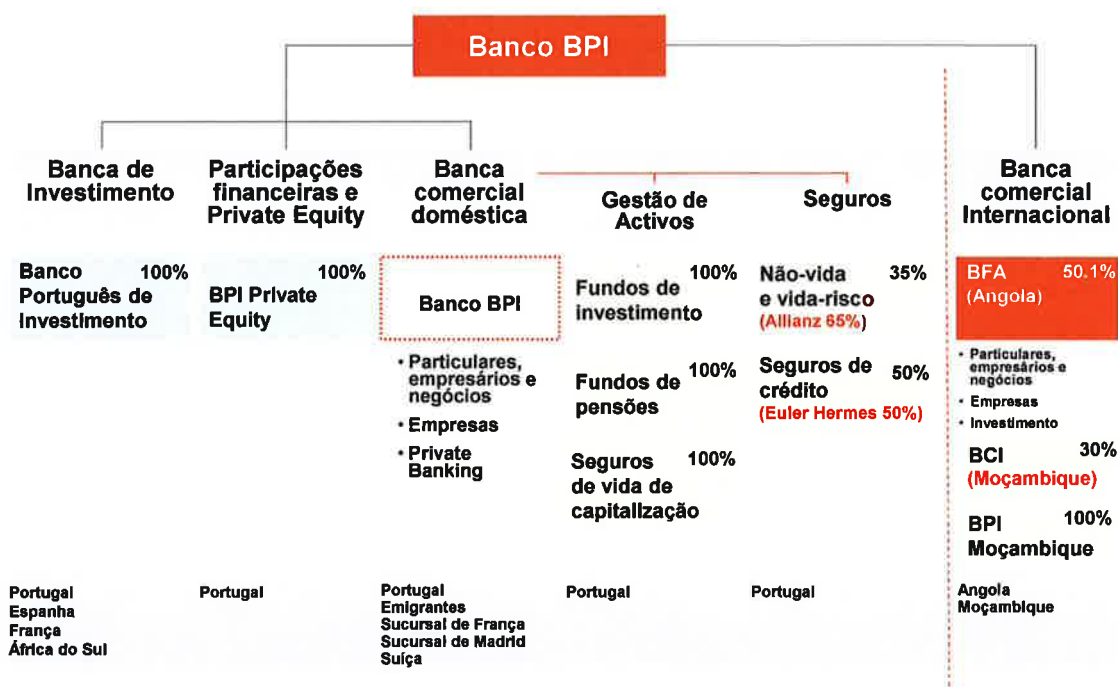 Banco BPI
Banca de
Investimento
Participações
financeiras e
Private Equity
Banca
comercial
doméstica
Gestão de
Activos
Seguros
Banca
comercial
Internacional
Banco 100%
Português de
Investimento
100%
BPI Private
Equity
Banco BPI
• Particulares,
empresários e
negócios
• Empresas
• Private
Banking
100%
Fundos de
investimento
100%
Fundos de
pensões
Seguros 100%
de vida de
capitalização
Não-vida 35%
e vida-risco
(Allianz 65%)
Seguros de 50%
crédito
(Euler Hermes 50%)
BFA 50.1%
(Angola)
• Particulares,
empresários e
negócios
• Empresas
• Investimento
BCI 30%
(Moçambique)
BPI 100%
Moçambique
Portugal
Espanha
França
África do Sul
Portugal
Portugal
Emigrantes
Sucursal de França
Sucursal de Madrid
Suíça
Portugal
Portugal
Angola
Moçambique